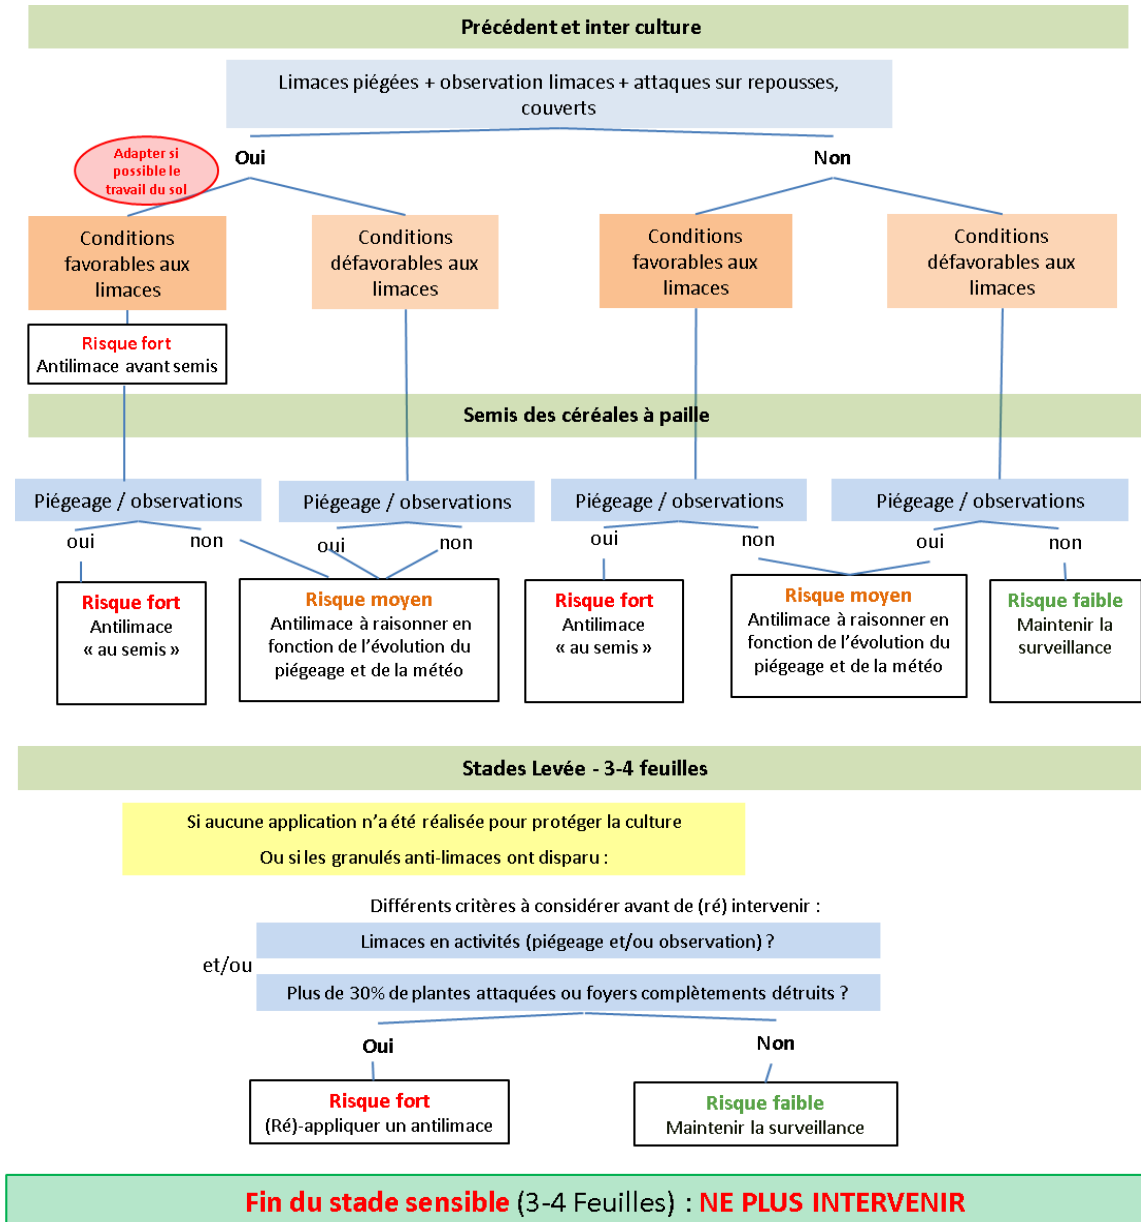 Précédent et inter culture
Limaces piégées + observation limaces + attaques sur repousses,
couverts
Adapter si
possible le
travail du sol
Oui
Non
Conditions
favorables aux
limaces
Conditions
défavorables aux
limaces
Conditions
favorables aux
limaces
Conditions
défavorables aux
limaces
Risque fort
Antilimace avant semis
Semis des céréales à paille
Piégeage / observations
Piégeage / observations
Piégeage / observations
Piégeage / observations
oui
non
oui
non
oui
non
oui
non
Risque fort
Antilimace
« au semis »
Risque moyen
Antilimace à raisonner en
fonction de l'évolution du
piégeage et de la météo
Risque fort
Antilimace
« au semis »
Risque moyen
Antilimace à raisonner en
fonction de l'évolution du
piégeage et de la météo
Risque faible
Maintenir la
surveillance
Stades Levée - 3-4 feuilles
Si aucune application n'a été réalisée pour protéger la culture
Ou si les granulés anti-limaces ont disparu :
Différents critères à considérer avant de (ré) intervenir :
Limaces en activités (piégeage et/ou observation) ?
et/ou
Plus de 30% de plantes attaquées ou foyers complètements détruits ?
Oui
Non
Risque fort
(Ré)-appliquer un antilimace
Risque faible
Maintenir la surveillance
Fin du stade sensible (3-4 Feuilles) : NE PLUS INTERVENIR